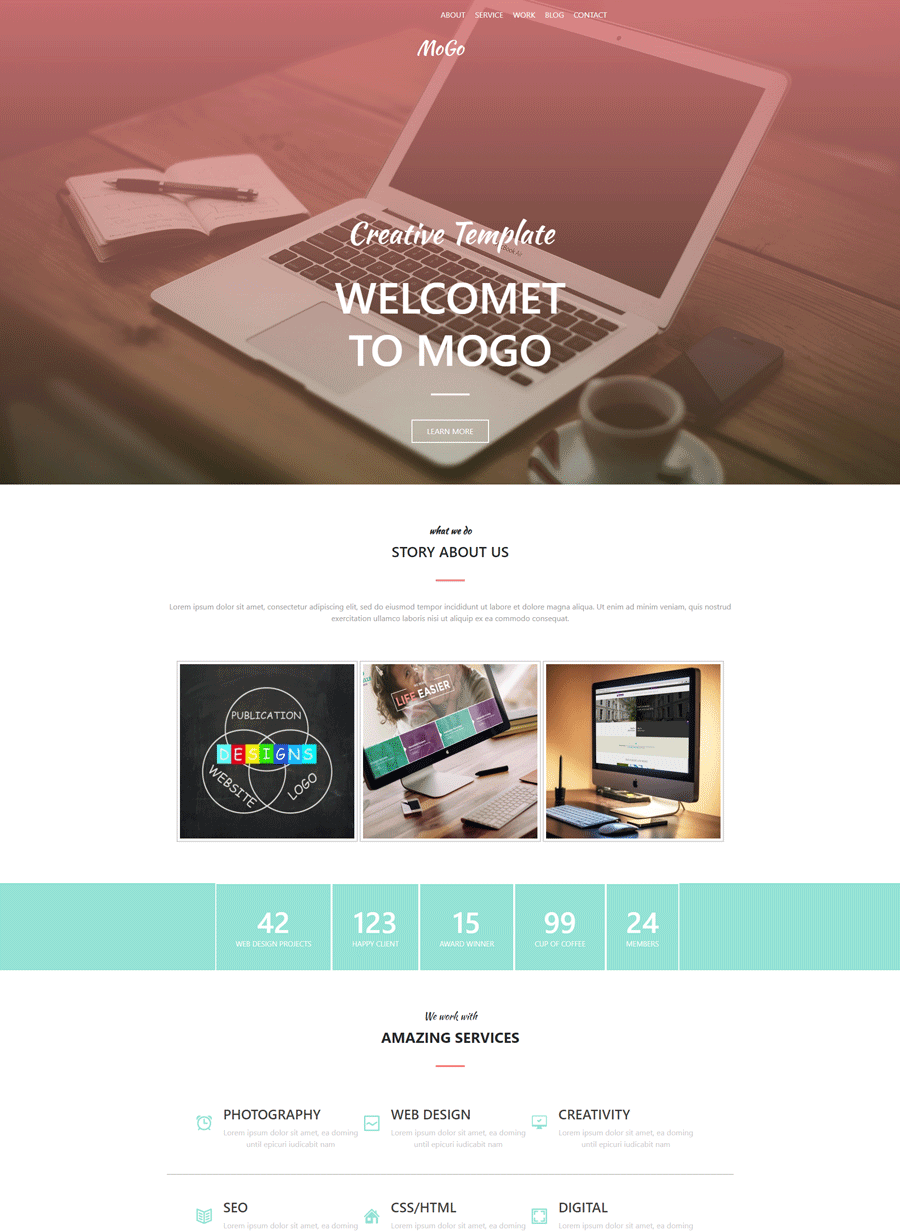 ABOUT SERVICE WORK BLOG CONTACT
MoGo
Creative Template
WELCOMET
TO MOGO
LEARN MORE
what we do
STORY ABOUT US
Lorem ipsum dolor sit amet, consectetur adipiscing elit, sed do eiusmod tempor incididunt ut labore et dolore magna aliqua. Ut enim ad minim veniam, quis nostrud
exercitation ullamco laboris nisi ut aliquip ex ea commodo consequat.
PUBLICATION
DESIGNS
WEBSITE
LOGO
LIFE EASIER
42 123 15 99 24
WEB DESIGN PROJECTS HAPPY CLIENT AWARD WINNER CUP OF COFFEE MEMBERS
We work with
AMAZING SERVICES
PHOTOGRAPHY WEB DESIGN CREATIVITY
Lorem ipsum dolor sit amet, ea doming Lorem ipsum dolor sit amet, ea doming Lorem ipsum dolor sit amet, ea doming
until epicuri iudicabit nam until epicuri iudicabit nam until epicuri iudicabit nam
SEO CSS/HTML DIGITAL
Lorem ipsum dolor sit amet, ea doming Lorem ipsum dolor sit amet, ea doming Lorem ipsum dolor sit amet, ea doming